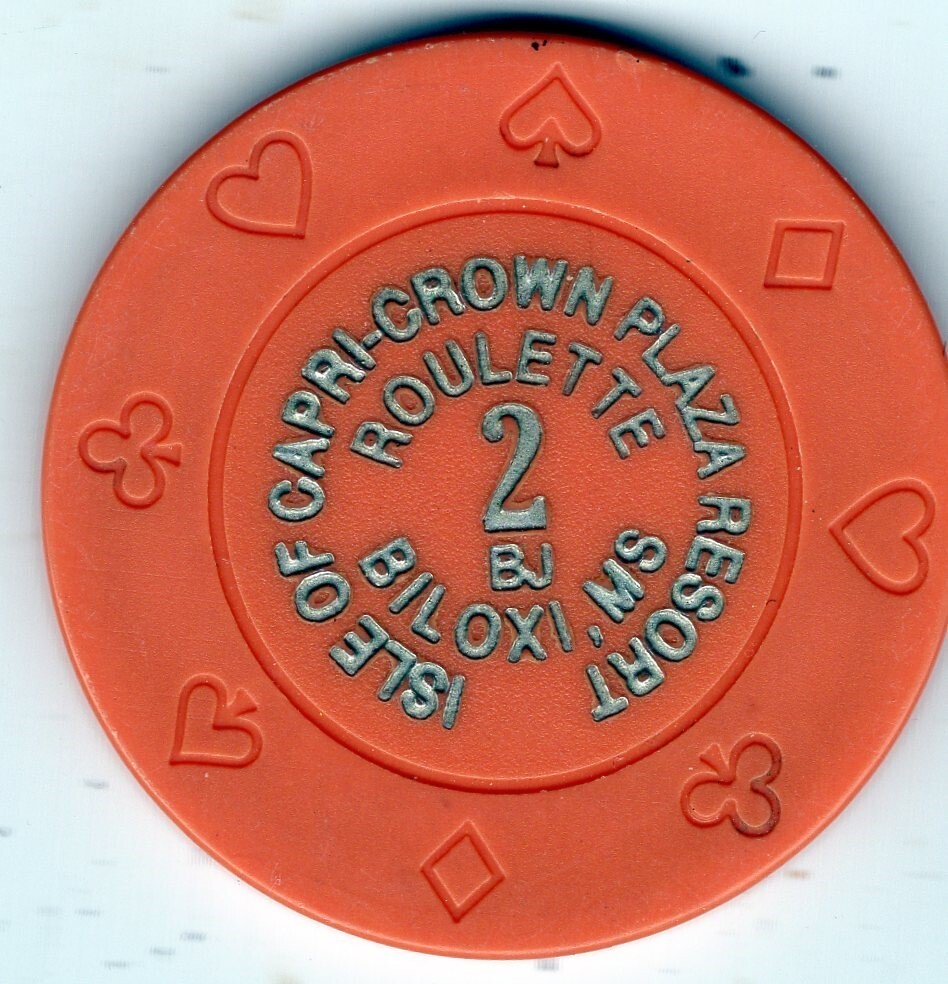 ISLE OF CAPRI-CROWN PLAZA RESORT
ROULETTE
2
BJ
BILOXI, MS